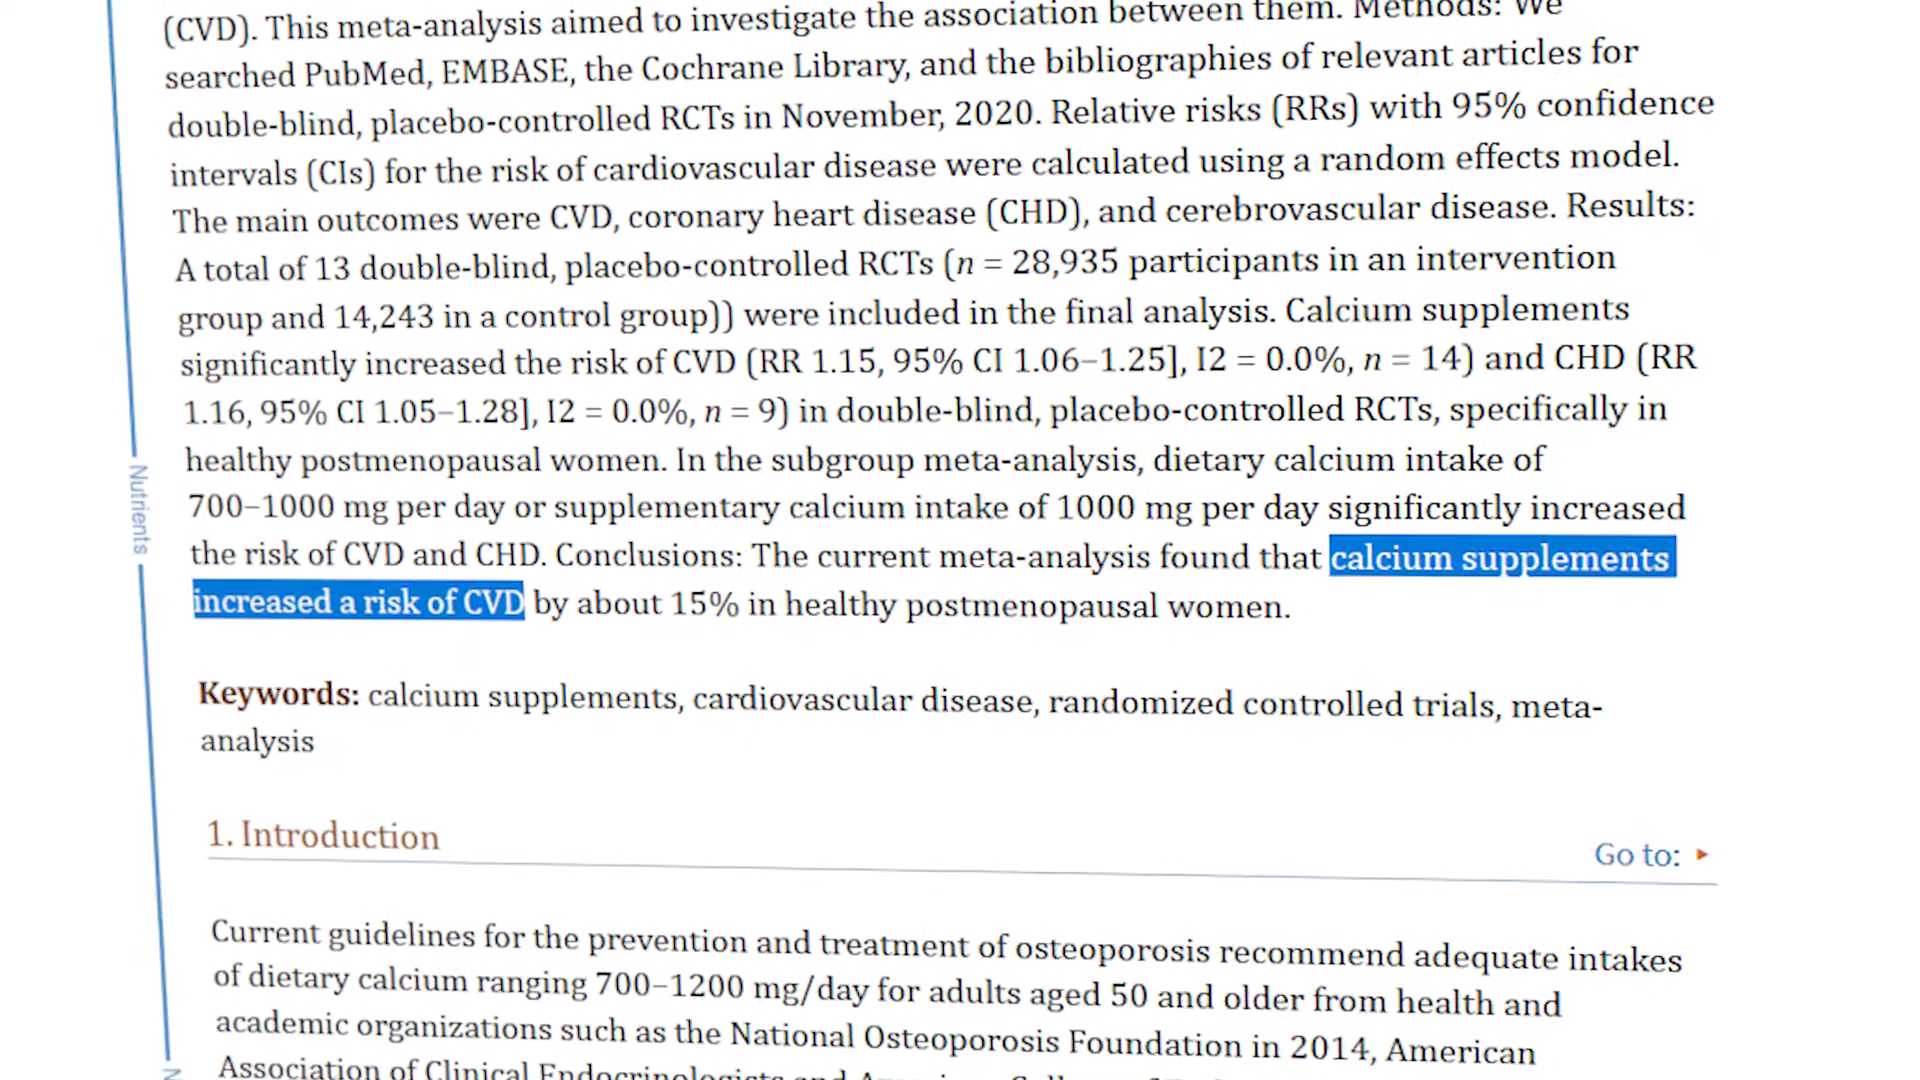 (CVD). This meta-analysis aimed to investigate the association between them. Methods: We
searched PubMed, EMBASE, the Cochrane Library, and the bibliographies of relevant articles for
double-blind, placebo-controlled RCTs in November, 2020. Relative risks (RRs) with 95% confidence
intervals (CIs) for the risk of cardiovascular disease were calculated using a random effects model.
The main outcomes were CVD, coronary heart disease (CHD), and cerebrovascular disease. Results:
A total of 13 double-blind, placebo-controlled RCTs (n = 28,935 participants in an intervention
group and 14,243 in a control group)) were included in the final analysis. Calcium supplements
significantly increased the risk of CVD (RR 1.15, 95% CI 1.06–1.25], I2 = 0.0%, n = 14) and CHD (RR
1.16, 95% CI 1.05–1.28], I2 = 0.0%, n = 9) in double-blind, placebo-controlled RCTs, specifically in
healthy postmenopausal women. In the subgroup meta-analysis, dietary calcium intake of
700–1000 mg per day or supplementary calcium intake of 1000 mg per day significantly increased
the risk of CVD and CHD. Conclusions: The current meta-analysis found that calcium supplements
increased a risk of CVD by about 15% in healthy postmenopausal women.
Keywords: calcium supplements, cardiovascular disease, randomized controlled trials, meta-
analysis
1. Introduction
Go to:
Current guidelines for the prevention and treatment of osteoporosis recommend adequate intakes
of dietary calcium ranging 700–1200 mg/day for adults aged 50 and older from health and
academic organizations such as the National Osteoporosis Foundation in 2014, American
Association of Clinical Endocrinologists and American
Nutrients